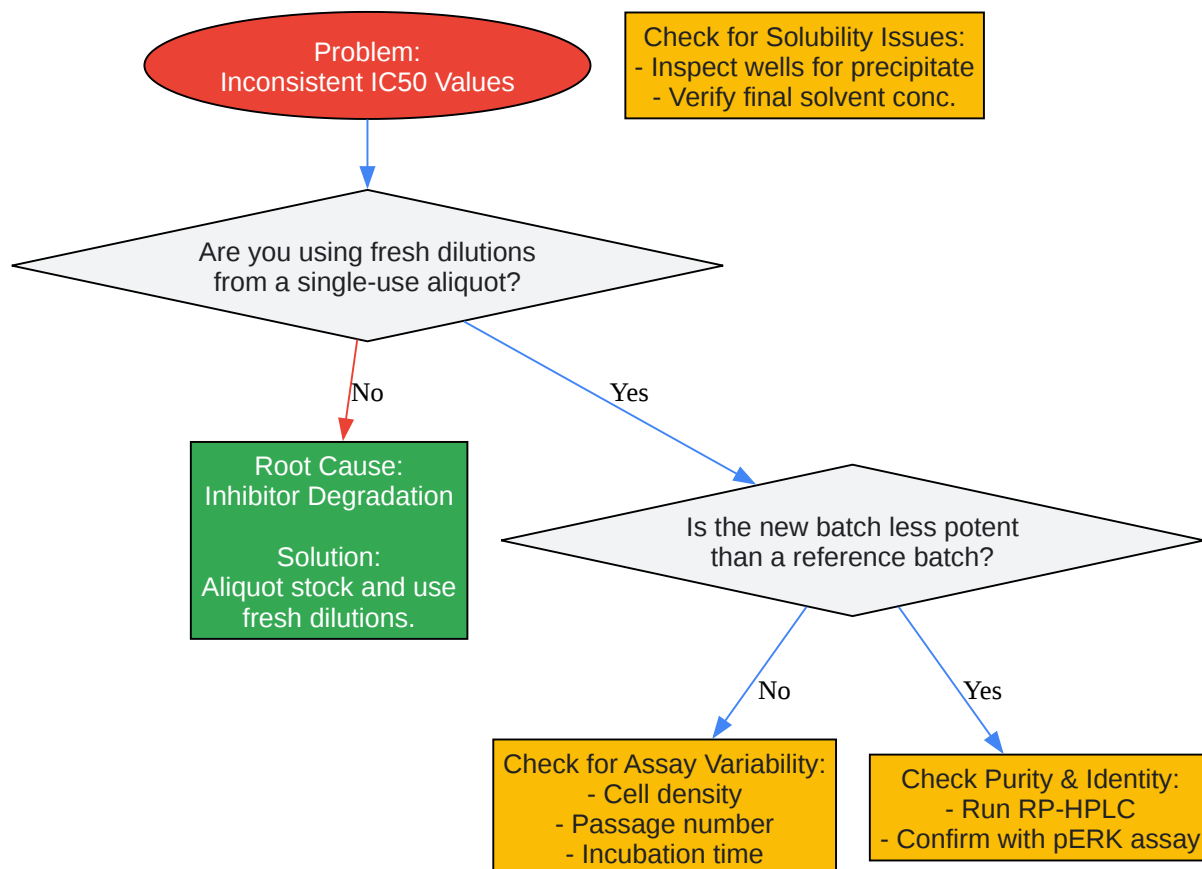 Problem:
Inconsistent IC50 Values
Check for Solubility Issues:
- Inspect wells for precipitate
- Verify final solvent conc.
Are you using fresh dilutions
from a single-use aliquot?
No
Yes
Root Cause:
Inhibitor Degradation
Solution:
Aliquot stock and use
fresh dilutions.
Is the new batch less potent
than a reference batch?
No
Yes
Check for Assay Variability:
- Cell density
- Passage number
- Incubation time
Check Purity & Identity:
- Run RP-HPLC
- Confirm with pERK assay